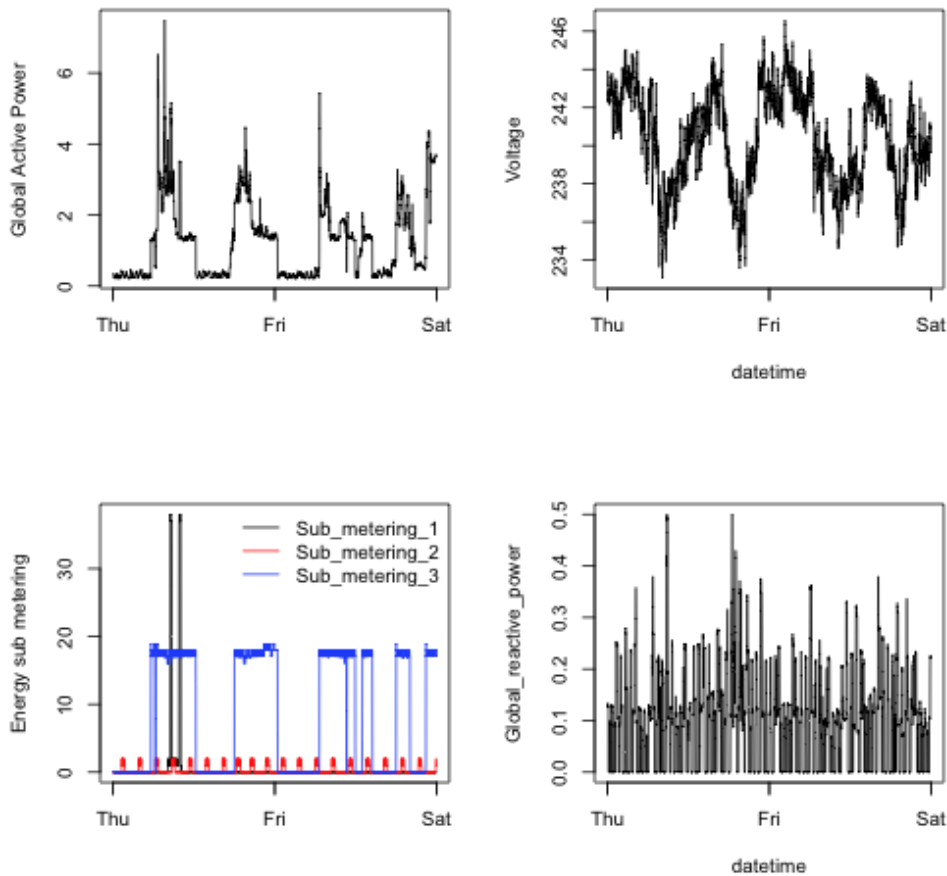 Global Active Power
6
4
2
0
Thu Fri Sat
Voltage
246
242
238
234
Thu Fri Sat
datetime
Energy sub metering
30
20
10
0
Sub_metering_1
Sub_metering_2
Sub_metering_3
Thu Fri Sat
Global_reactive_power
0.5
0.4
0.3
0.2
0.1
0.0
Thu Fri Sat
datetime